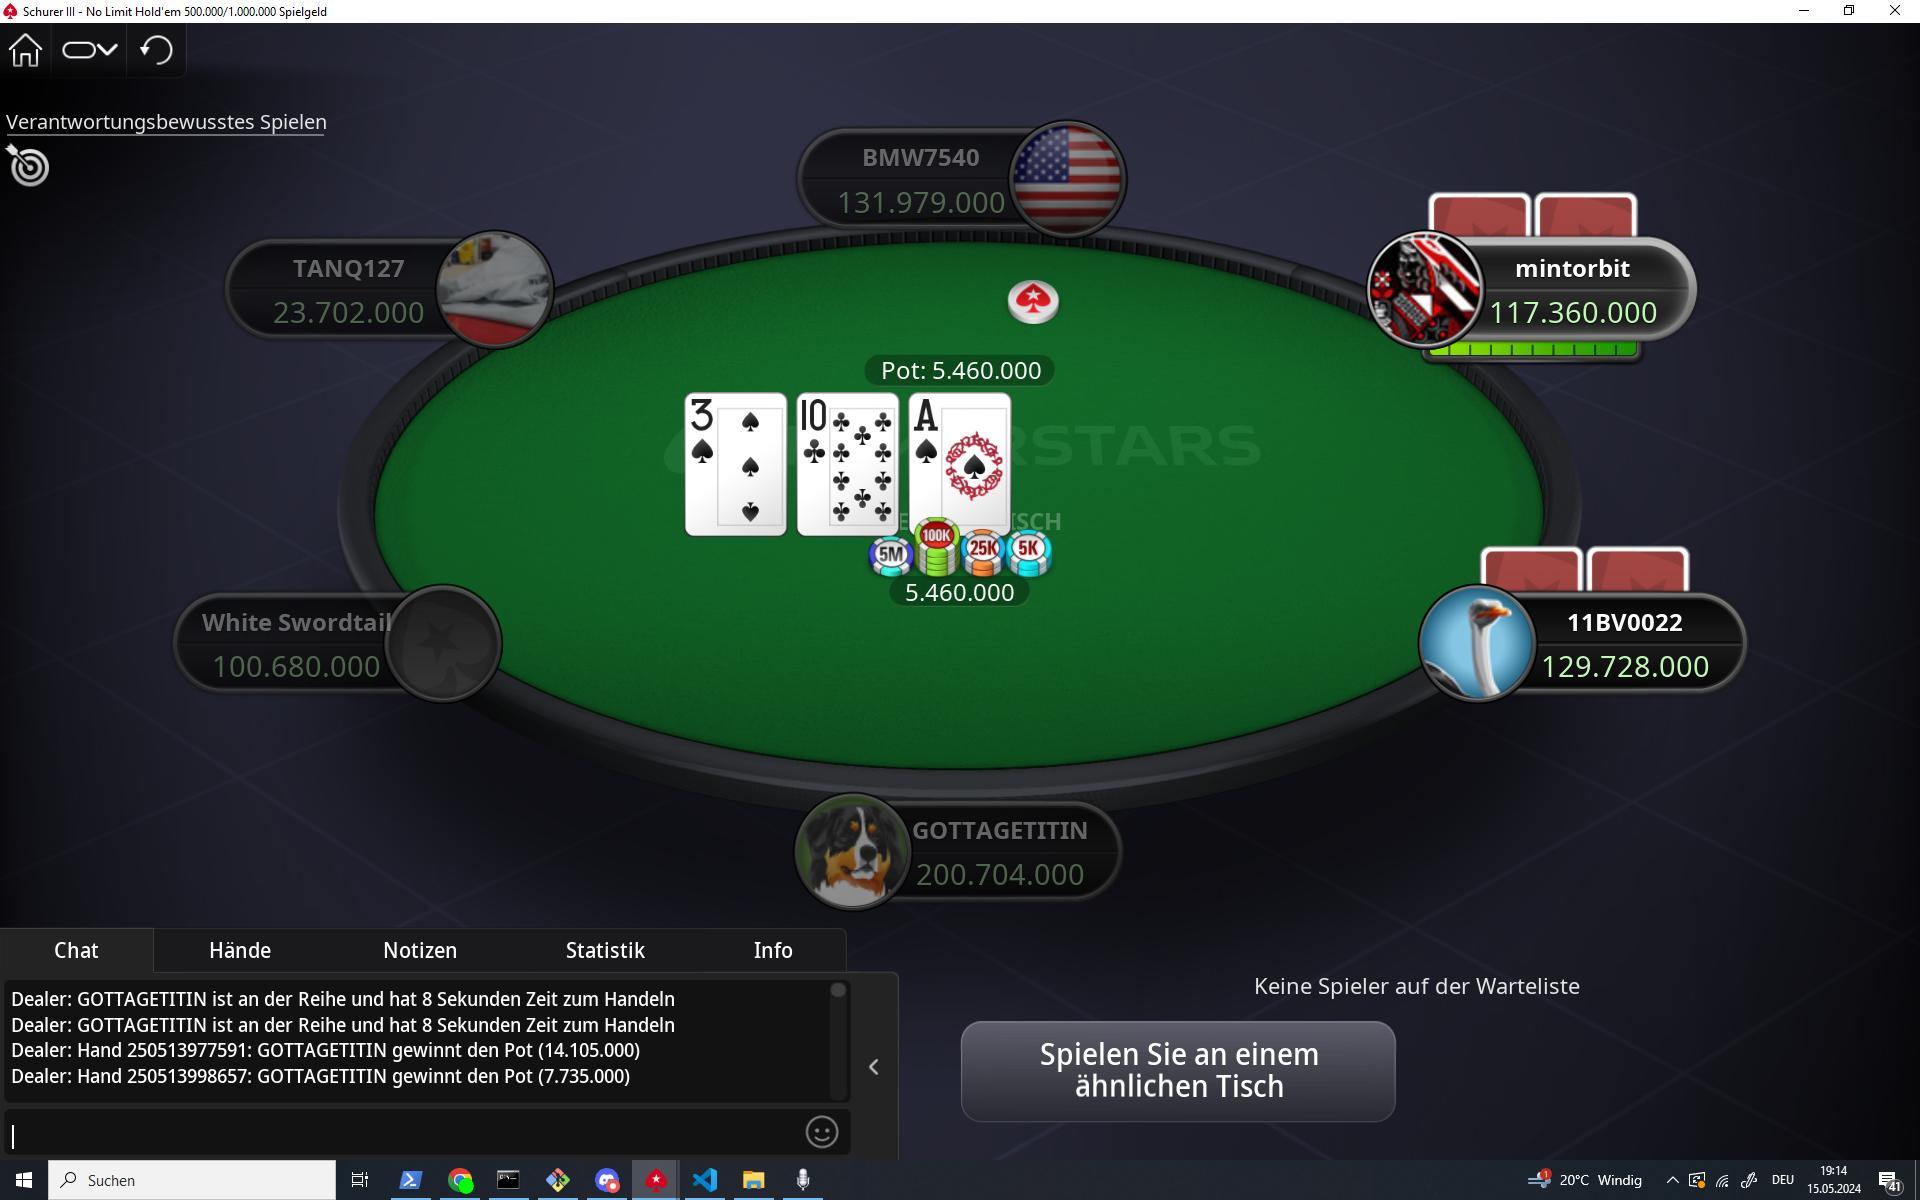 Schurer III - No Limit Hold'em 500.000/1.000.000 Spielgeld
Verantwortungsbewusstes Spielen
BMW7540
131.979.000
TANQ127
23.702.000
mintorbit
117.360.000
Pot: 5.460.000
3
10
A
RSTARS
ISCH
5M
100K
25K
5K
5.460.000
White Swordtail
100.680.000
11BV0022
129.728.000
GOTTAGETITIN
200.704.000
Chat Hände Notizen Statistik Info
Dealer: GOTTAGETITIN ist an der Reihe und hat 8 Sekunden Zeit zum Handeln
Dealer: GOTTAGETITIN ist an der Reihe und hat 8 Sekunden Zeit zum Handeln
Dealer: Hand 250513977591: GOTTAGETITIN gewinnt den Pot (14.105.000)
Dealer: Hand 250513998657: GOTTAGETITIN gewinnt den Pot (7.735.000)
Keine Spieler auf der Warteliste
Spielen Sie an einem
ähnlichen Tisch
Suchen
1
20°C Windig
DEU
19:14
15.05.2024
41